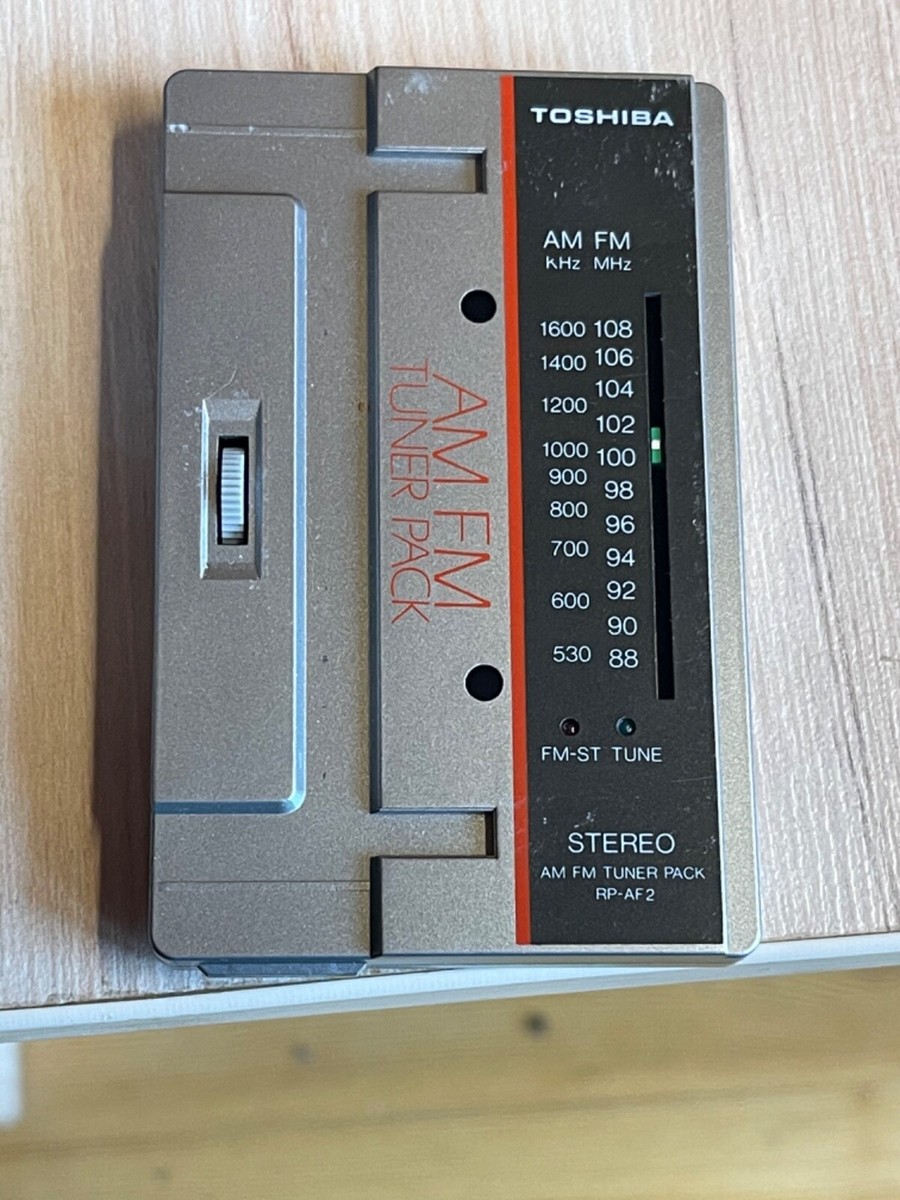 TOSHIBA
AM FM
KHz MHz
1600 108
1400 106
104
1200
102
1000 100
900
98
800
96
700 94
92
600
90
530 88
FM-ST TUNE
STEREO
AM FM TUNER PACK
RP-AF2
AM FM
TUNER PACK